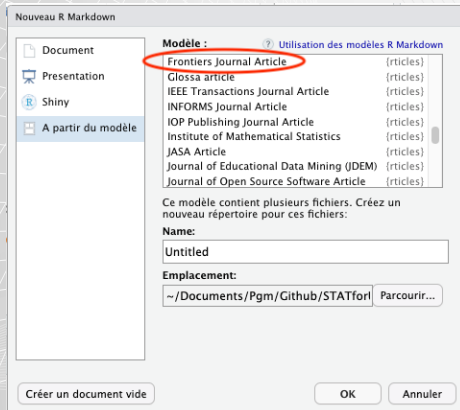 Nouveau R Markdown
Document
Presentation
Shiny
A partir du modèle
Modèle :
? Utilisation des modèles R Markdown
Frontiers Journal Article {rticles}
Glossa article {rticles}
IEEE Transactions Journal Article {rticles}
INFORMS Journal Article {rticles}
IOP Publishing Journal Article {rticles}
Institute of Mathematical Statistics {rticles}
JASA Article {rticles}
Journal of Educational Data Mining (JDEM) {rticles}
Journal of Open Source Software Article {rticles}
Ce modèle contient plusieurs fichiers. Créez un
nouveau répertoire pour ces fichiers:
Name:
Untitled
Emplacement:
~/Documents/Pgm/Github/STATfor
Parcourir...
Créer un document vide
OK
Annuler